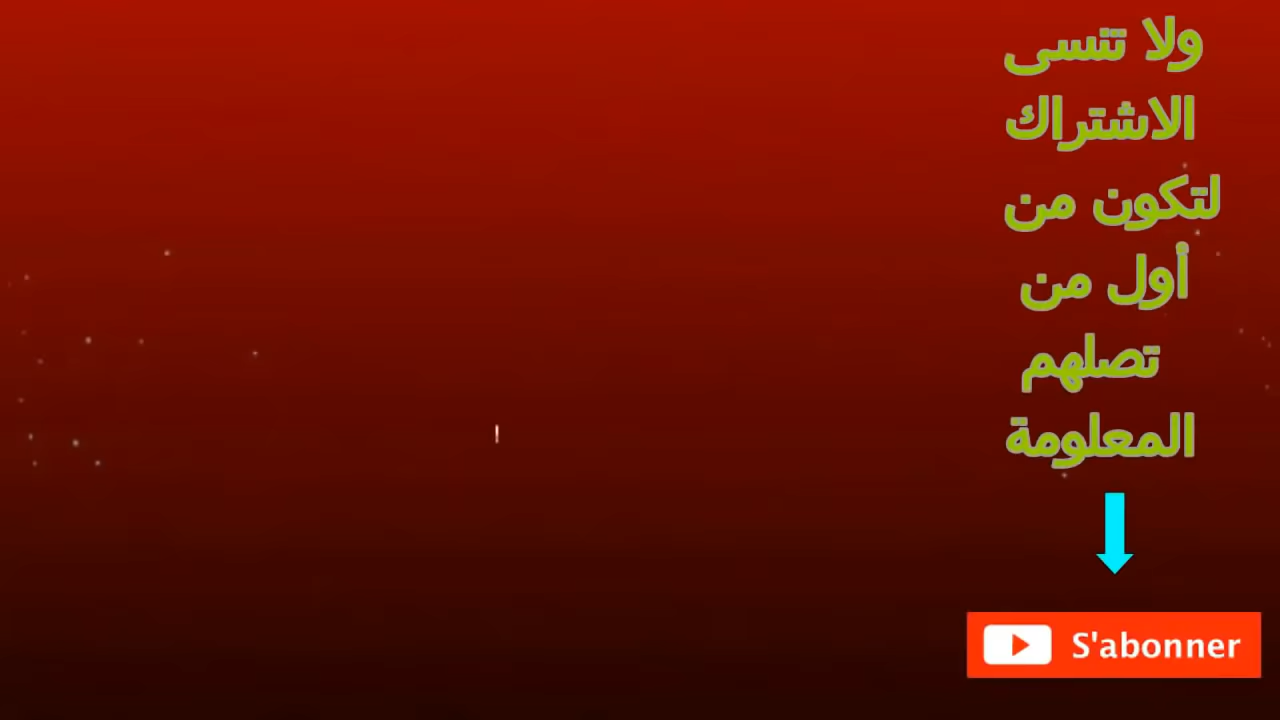 ولا تنسى
الاشتراك
لتكون من
أول من
تصلهم
المعلومة
S'abonner